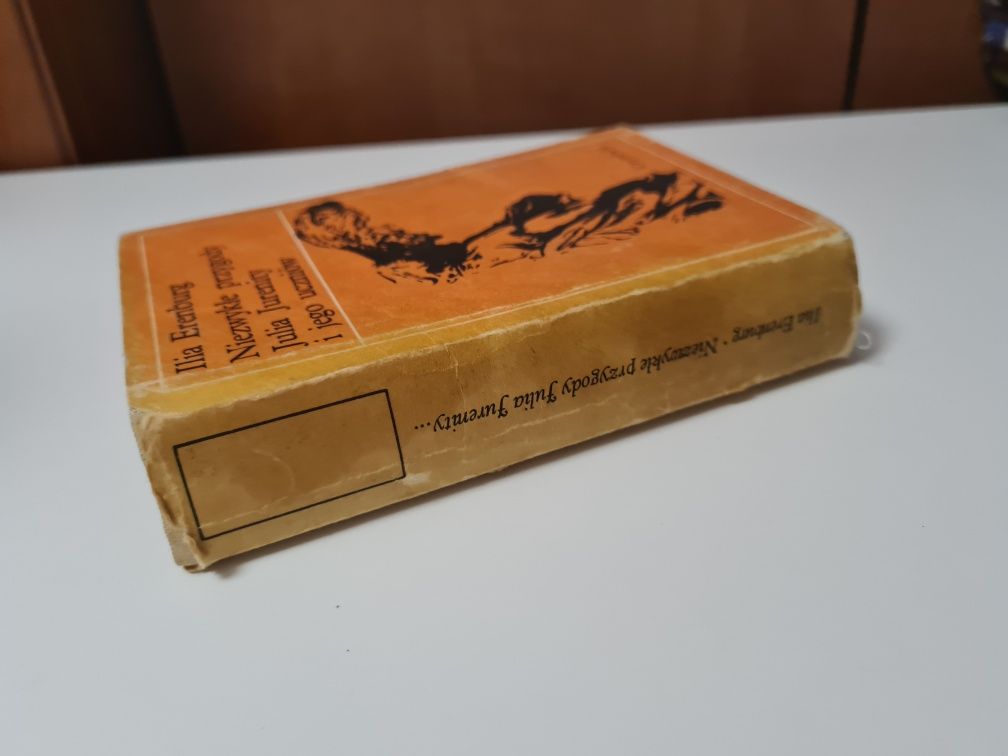 Ilia Erenburg
Niezwykłe przygody
Julia Jurenity
i jego uczniów
Ilia Erenburg · Niezwykłe przygody Julia Jurenity...